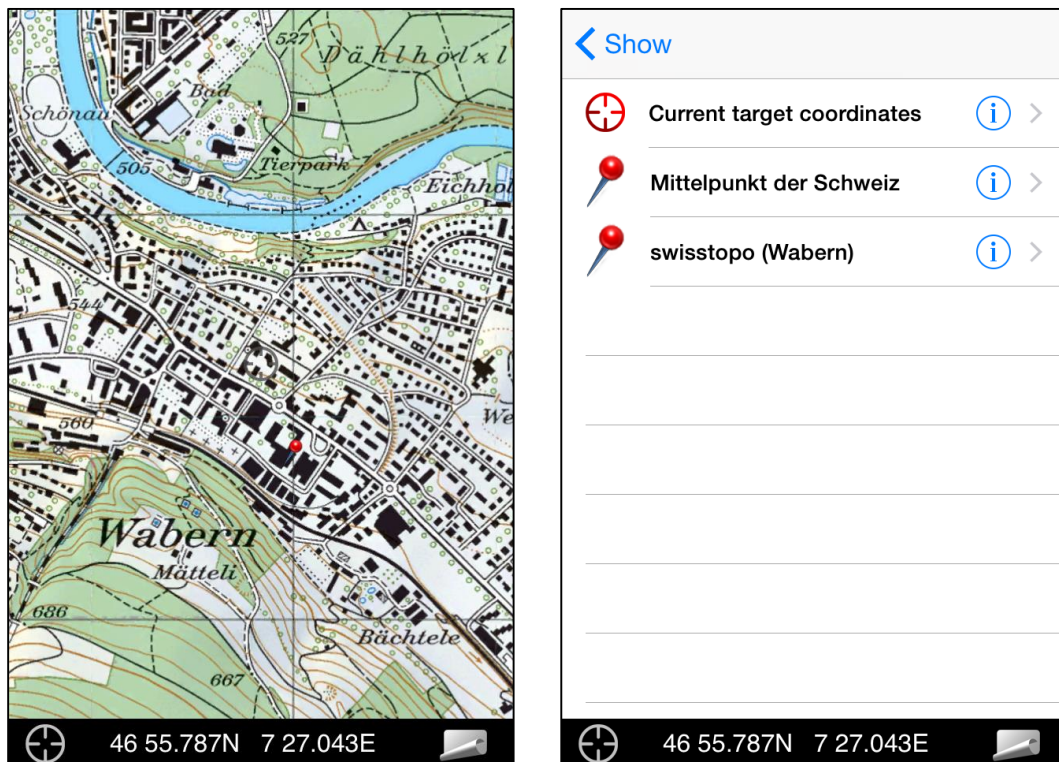 527
Dählhölzl
Bad
Schönau
505
Tierpark
Eichhol
544
We
560
Wabern
Mätteli
686
Bächtele
667
46 55.787N 7 27.043E
Show
Current target coordinates
Mittelpunkt der Schweiz
swisstopo (Wabern)
46 55.787N 7 27.043E